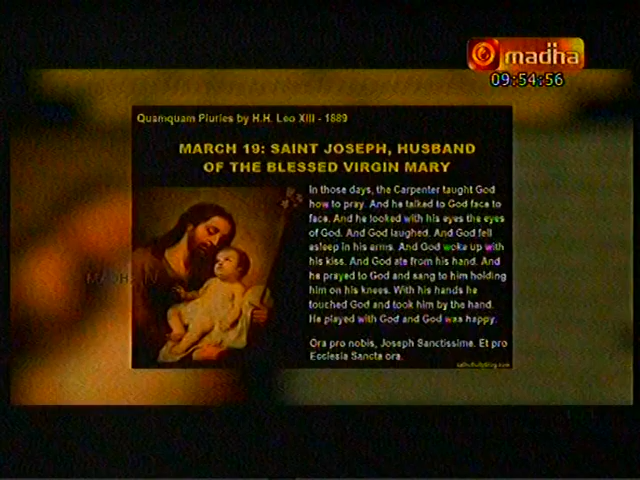 madha
09:54:56
Quamquam Pluries by H.H. Leo XIII - 1889
MARCH 19: SAINT JOSEPH, HUSBAND
OF THE BLESSED VIRGIN MARY
In those days, the Carpenter taught God
how to pray. And he talked to God face to
face. And he looked with his eyes the eyes
of God. And God laughed. And God fell
asleep in his arms. And God woke up with
his kiss. And God ate from his hand. And
he prayed to God and sang to him holding
him on his knees. With his hands he
touched God and took him by the hand.
He played with God and God was happy.
Ora pro nobis, Joseph Sanctissime. Et pro
Ecclesia Sancta ora.
MADHA TV